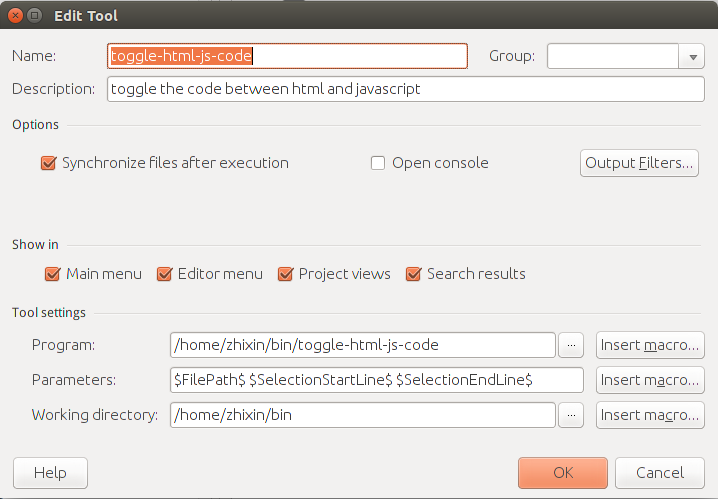 Edit Tool
Name: toggle-html-js-code Group:
Description: toggle the code between html and javascript
Options
Synchronize files after execution Open console Output Filters...
Show in
Main menu Editor menu Project views Search results
Tool settings
Program: /home/zhixin/bin/toggle-html-js-code ... Insert macro...
Parameters: $FilePath$ $SelectionStartLine$ $SelectionEndLine$ Insert macro...
Working directory: /home/zhixin/bin ... Insert macro...
Help OK Cancel